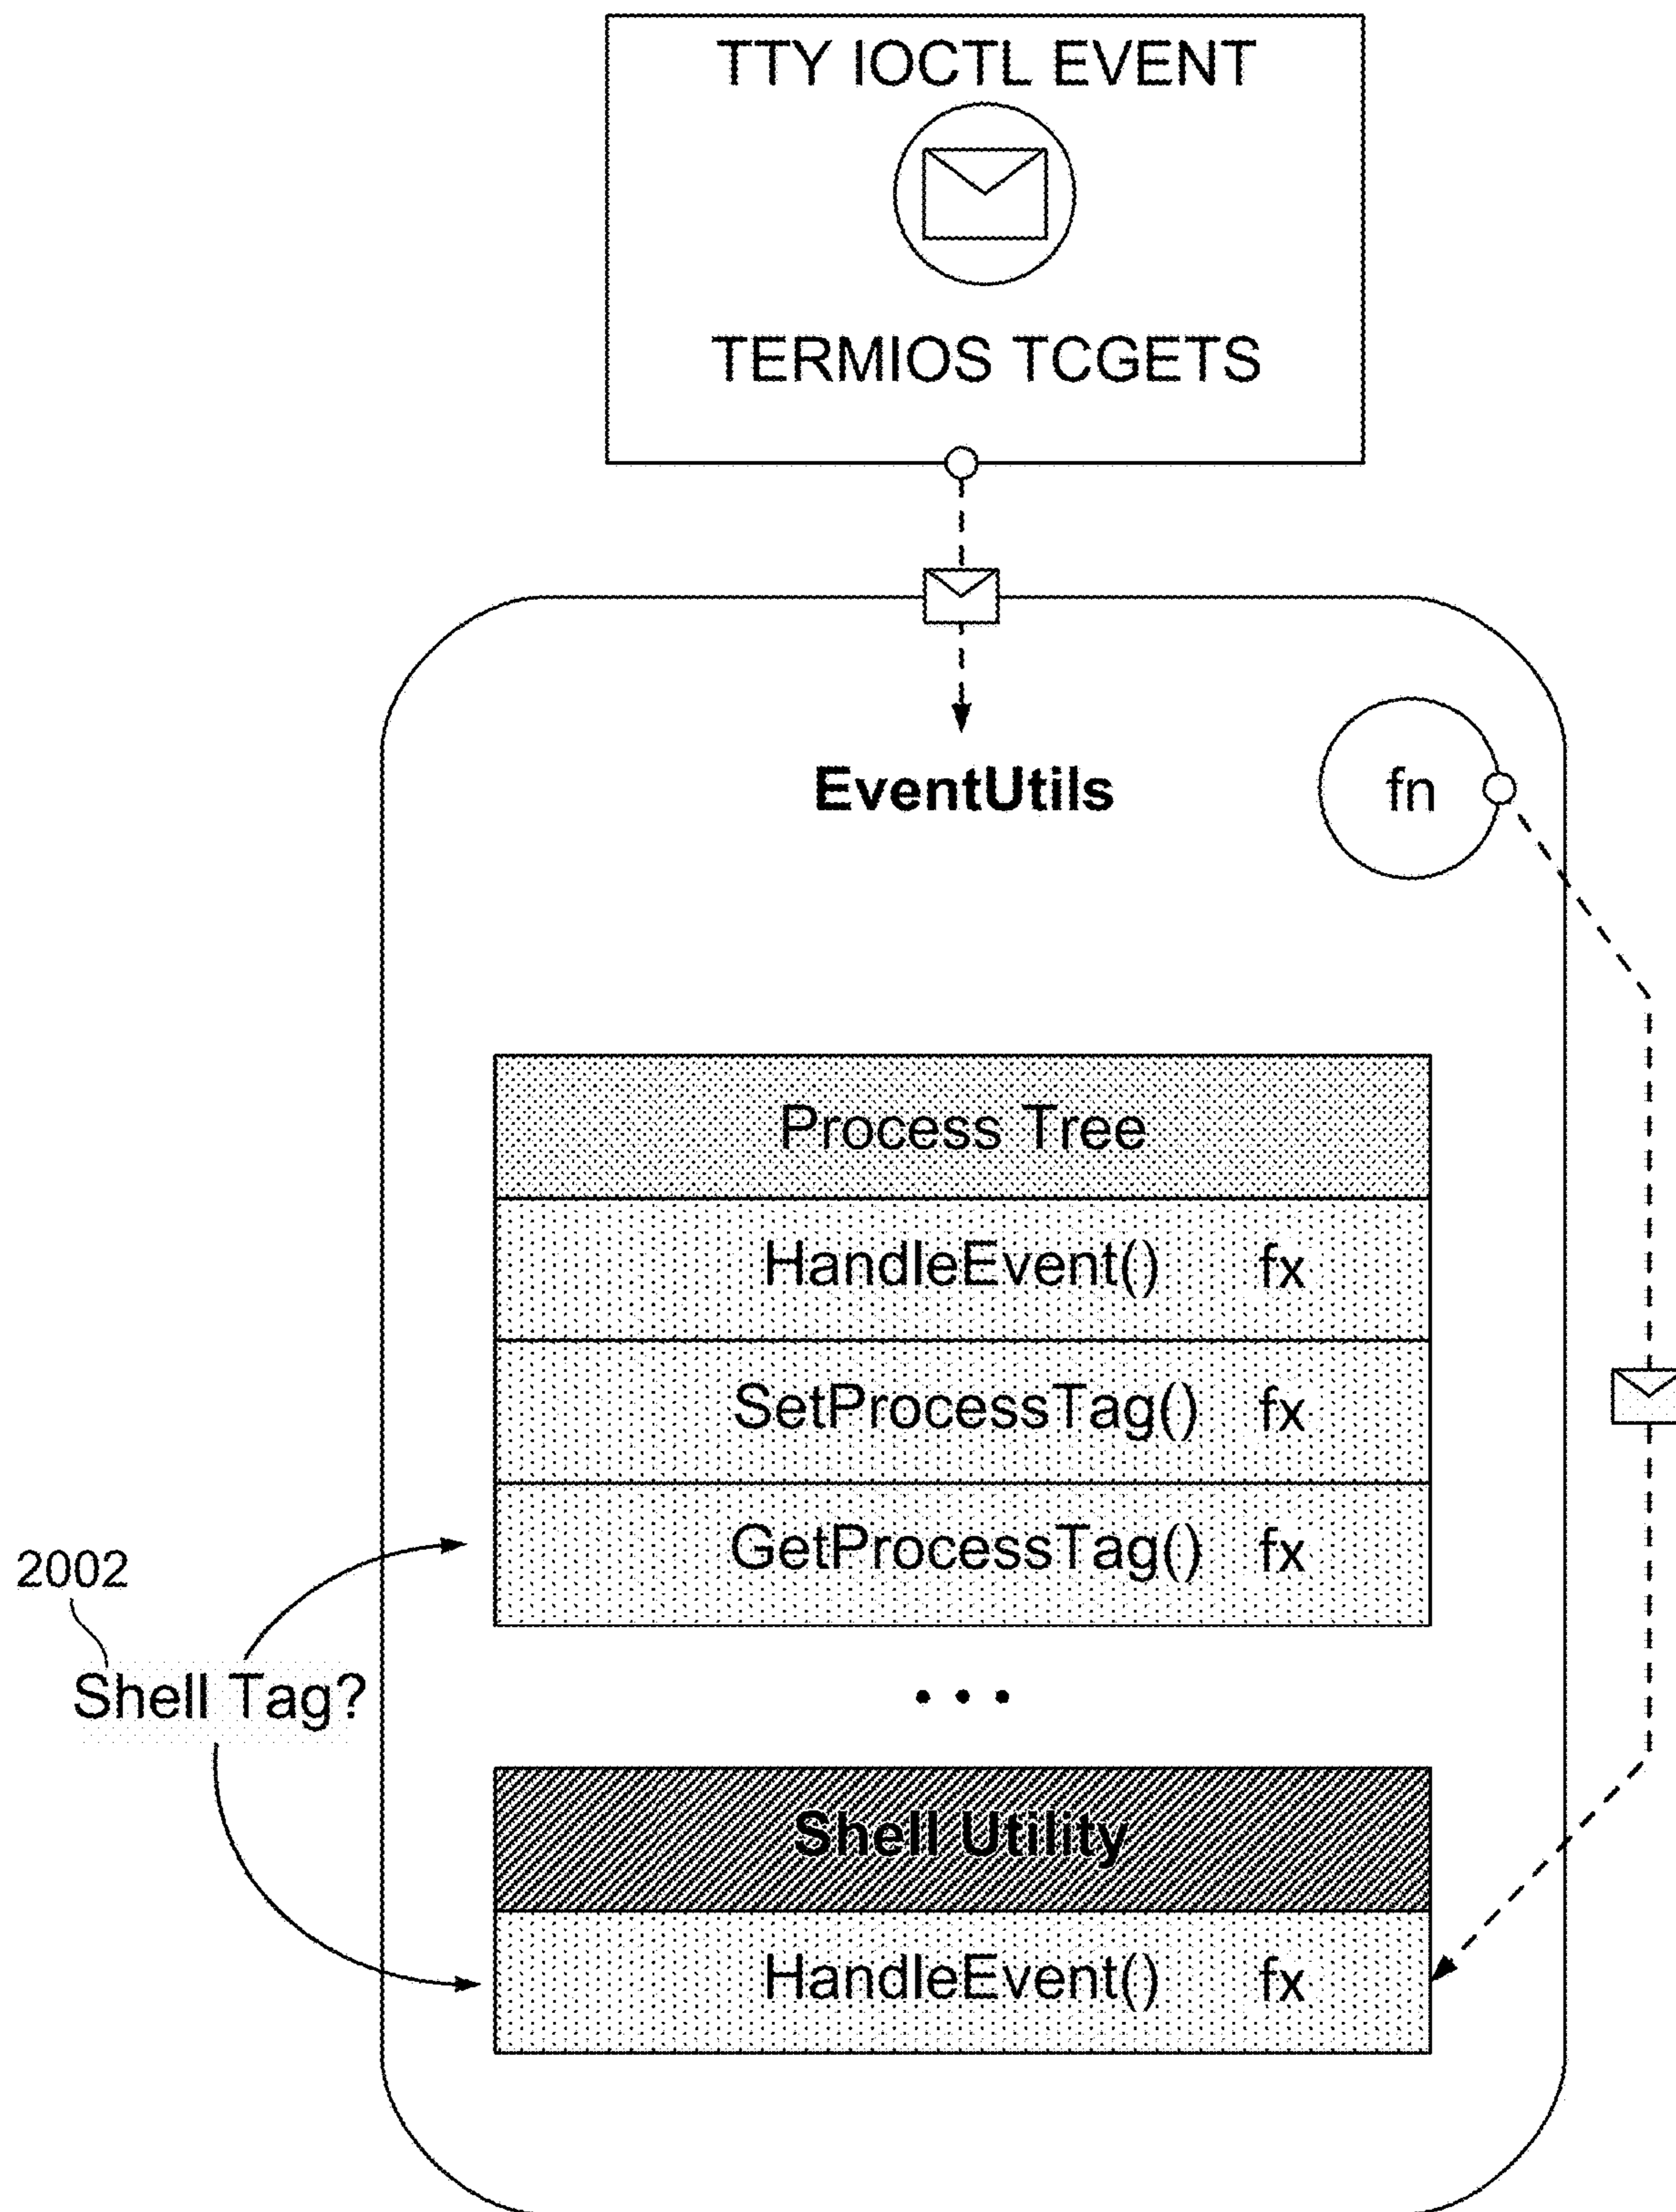 TTY IOCTL EVENT
TERMIOS TCGETS
EventUtils
fn
Process Tree
HandleEvent() fx
SetProcessTag() fx
GetProcessTag() fx
2002
Shell Tag?
• • •
Shell Utility
HandleEvent() fx